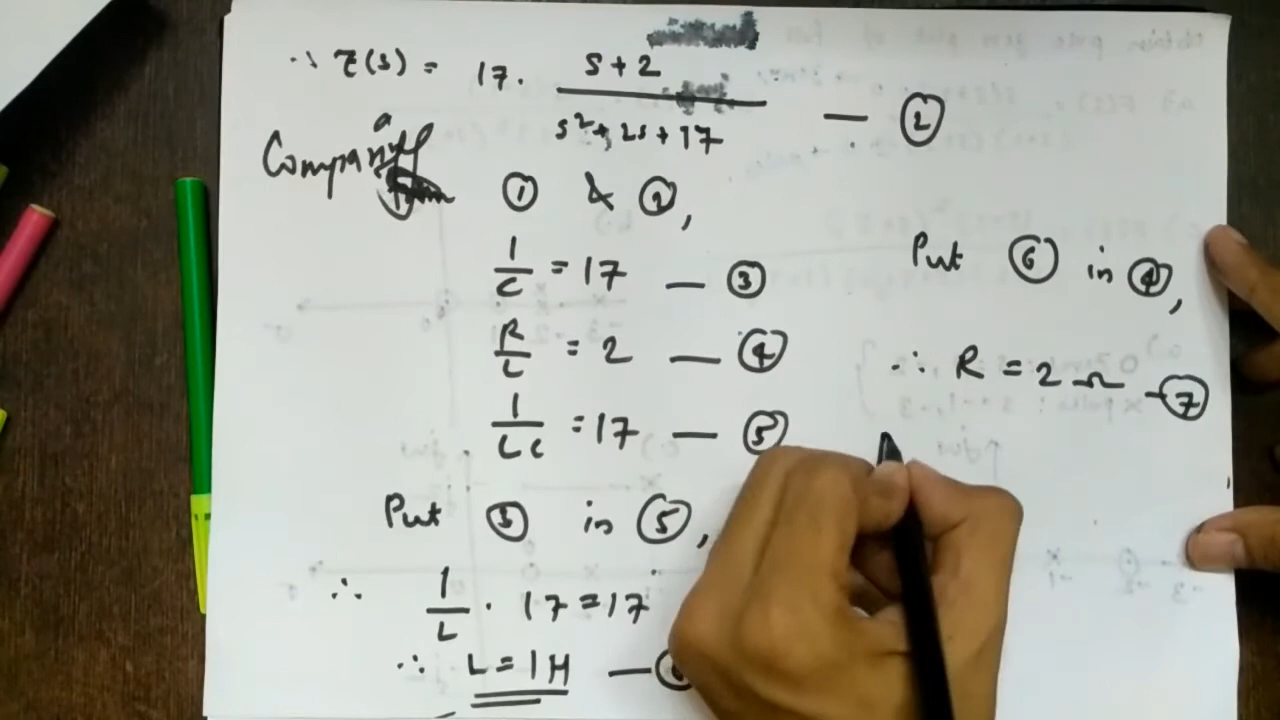 ∴ Z(s) = 17. s+2 / s²+2s+17 — ②
Comparing ① & ②,
1/C = 17 — ③
R/L = 2 — ④
1/LC = 17 — ⑤
Put ③ in ⑤,
∴ 1/L . 17 = 17
∴ L = 1H —
Put ⑥ in ④,
∴ R = 2 Ω — ⑦